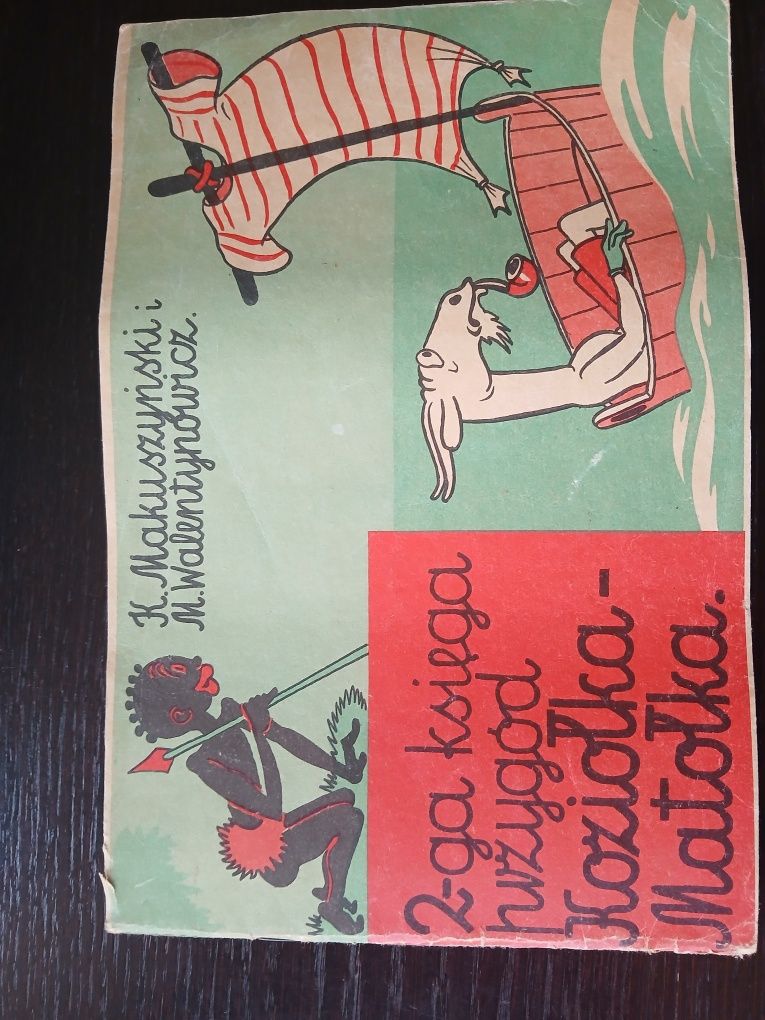 K. Makuszyński i
M. Walentynowicz.
2-ga księga
przygód
Koziołka-
Matołka.